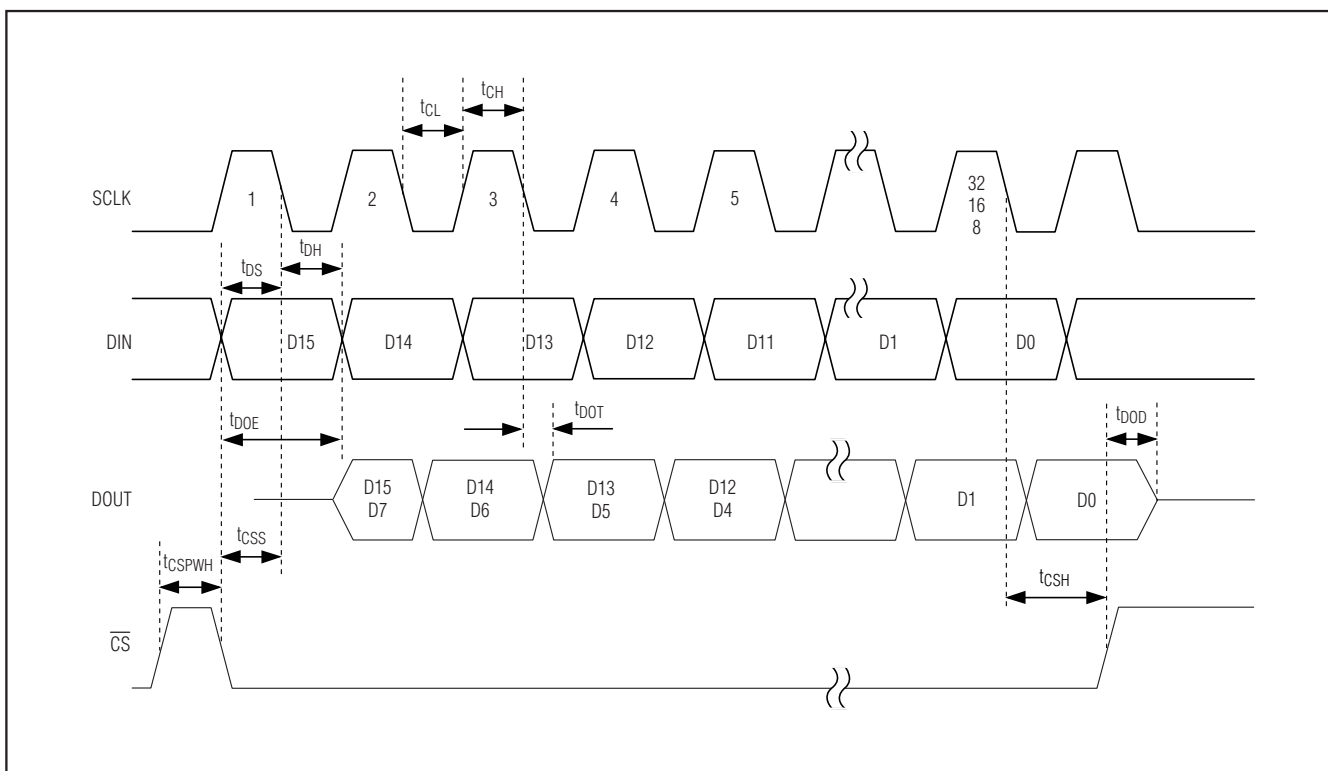 tCL
tCH
SCLK
1
2
3
4
5
32
16
8
tDS
tDH
DIN
D15
D14
D13
D12
D11
D1
D0
tDOE
tDOT
tDOD
DOUT
D15
D7
D14
D6
D13
D5
D12
D4
D1
D0
tCSPWH
tCSS
tCSH
CS